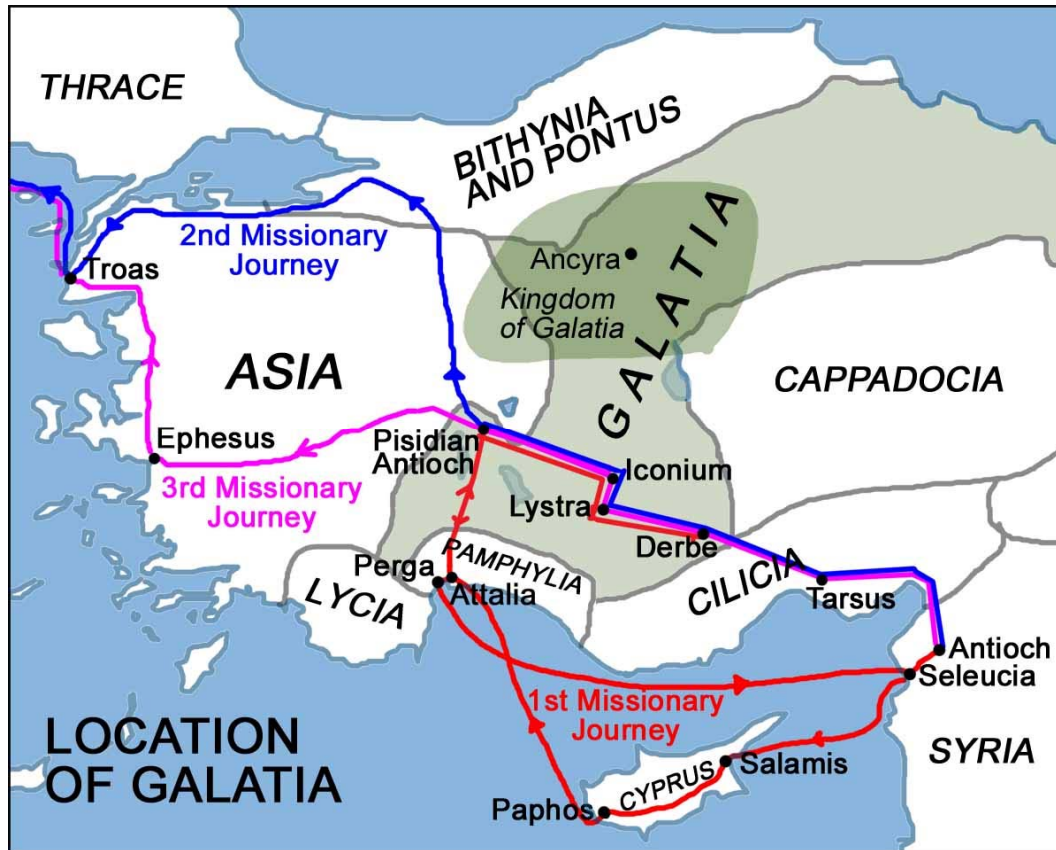 THRACE
BITHYNIA
AND PONTUS
2nd Missionary
Journey
Troas
Ancyra
Kingdom
of Galatia
GALATIA
ASIA
CAPPADOCIA
Ephesus
Pisidian
Antioch
3rd Missionary
Journey
Iconium
Lystra
Derbe
PAMPHYLIA
Perga
Attalia
LYCIA
CILICIA
Tarsus
Antioch
Seleucia
1st Missionary
Journey
LOCATION
OF GALATIA
SYRIA
Salamis
CYPRUS
Paphos